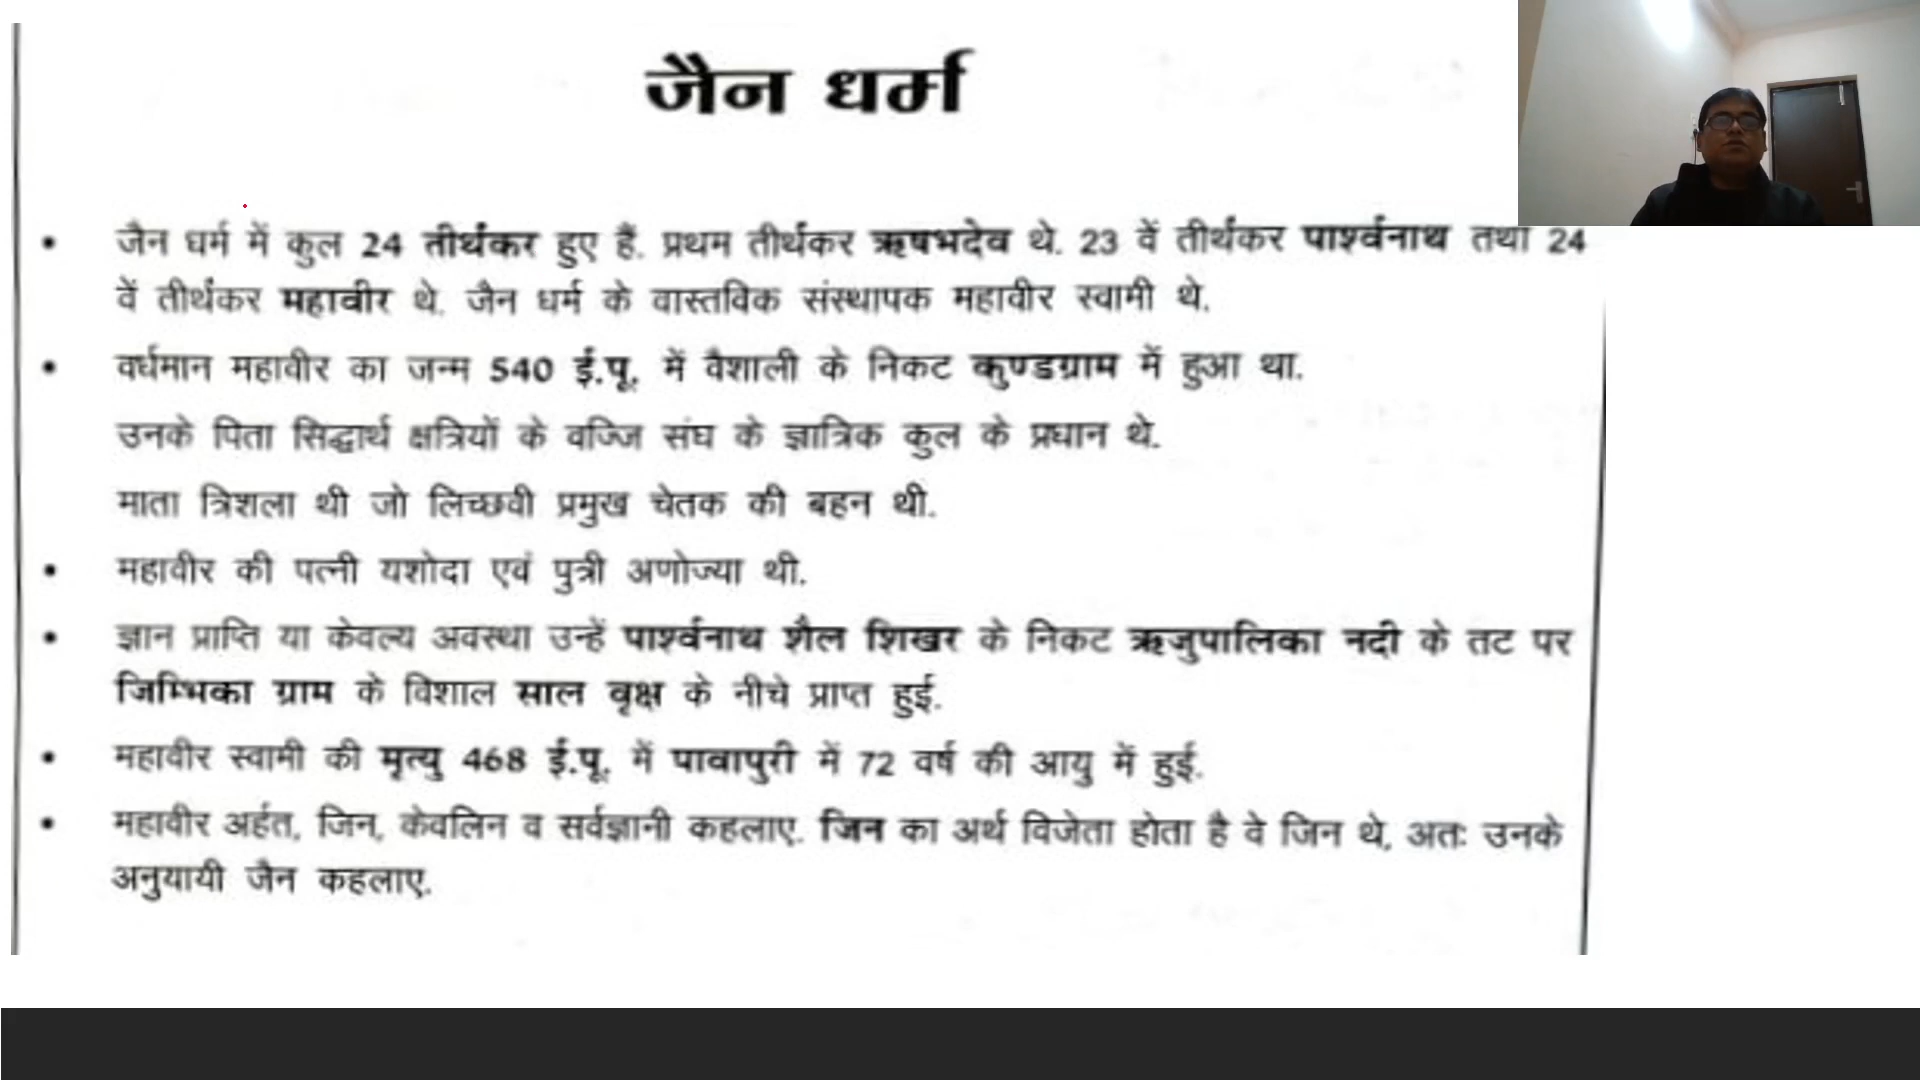 जैन धर्म
• जैन धर्म में कुल 24 तीर्थंकर हुए हैं. प्रथम तीर्थंकर ऋषभदेव थे. 23 वें तीर्थंकर पार्श्वनाथ तथा 24
वें तीर्थंकर महावीर थे. जैन धर्म के वास्तविक संस्थापक महावीर स्वामी थे.
• वर्धमान महावीर का जन्म 540 ई.पू. में वैशाली के निकट कुण्डग्राम में हुआ था.
उनके पिता सिद्धार्थ क्षत्रियों के वज्जि संघ के ज्ञात्रिक कुल के प्रधान थे.
माता त्रिशला थी जो लिच्छवी प्रमुख चेतक की बहन थी.
• महावीर की पत्नी यशोदा एवं पुत्री अणोज्या थी.
• ज्ञान प्राप्ति या केवल्य अवस्था उन्हें पार्श्वनाथ शैल शिखर के निकट ऋजुपालिका नदी के तट पर
जिम्भिका ग्राम के विशाल साल वृक्ष के नीचे प्राप्त हुई.
• महावीर स्वामी की मृत्यु 468 ई.पू. में पावापुरी में 72 वर्ष की आयु में हुई.
• महावीर अर्हत, जिन, केवलिन व सर्वज्ञानी कहलाए. जिन का अर्थ विजेता होता है वे जिन थे, अतः उनके
अनुयायी जैन कहलाए.